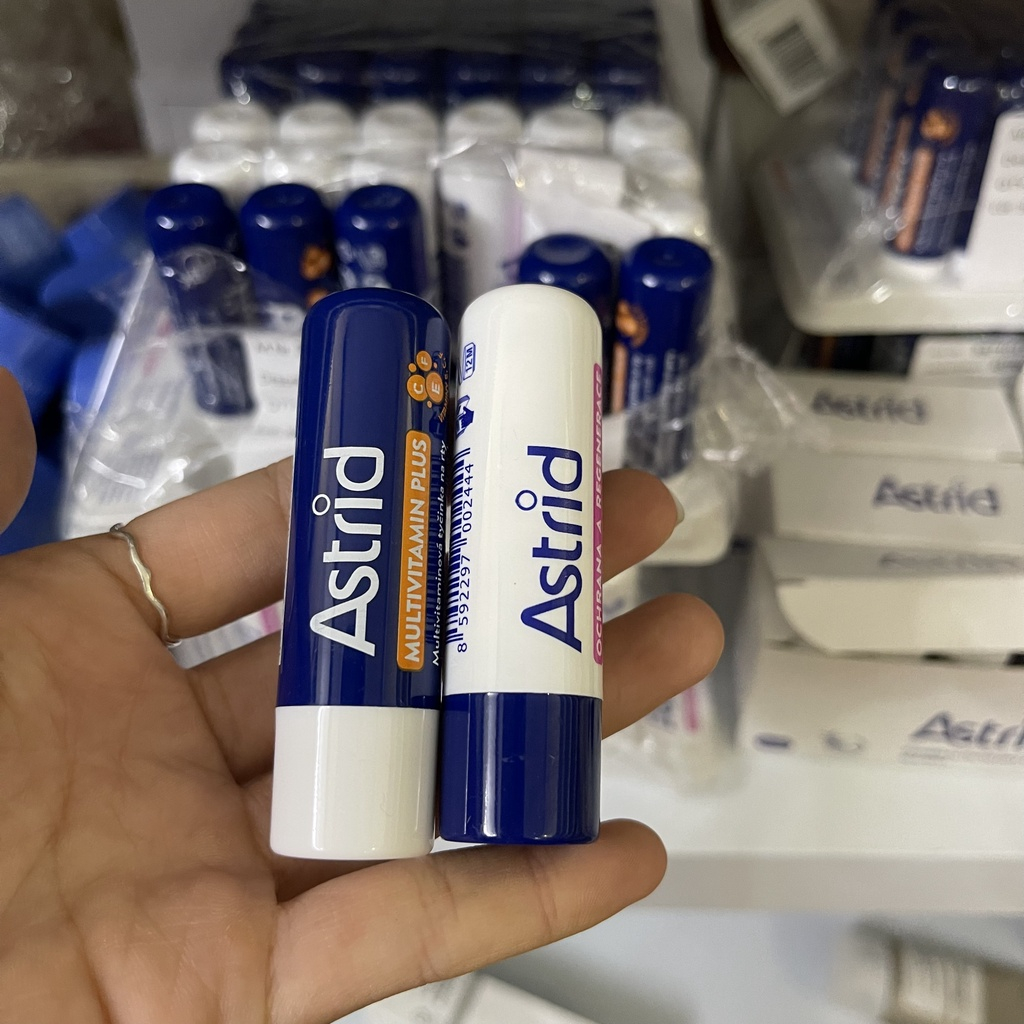 Astrid
MULTIVITAMIN PLUS
Multivitaminová tyčinka na rty
C F
E
12M
8 592297 002444
Astrid
OCHRANA A REGENERACE
Astrid
Astrid
Astrid